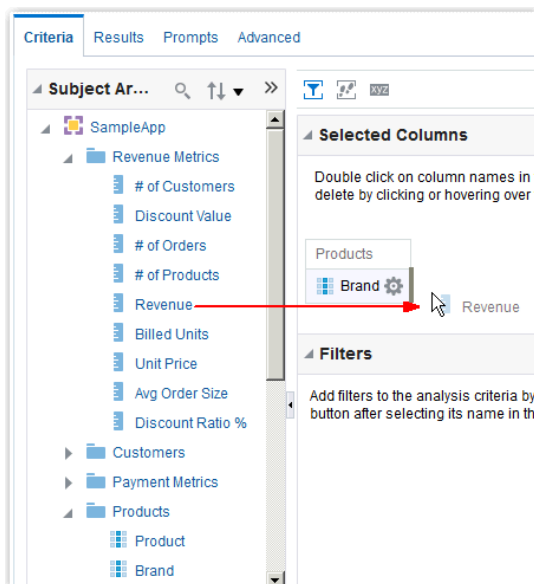 Criteria Results Prompts Advanced
Subject Ar...
SampleApp
Revenue Metrics
# of Customers
Discount Value
# of Orders
# of Products
Revenue
Billed Units
Unit Price
Avg Order Size
Discount Ratio %
Customers
Payment Metrics
Products
Product
Brand
xyz
Selected Columns
Double click on column names in
delete by clicking or hovering over
Products
Brand
Revenue
Filters
Add filters to the analysis criteria by
button after selecting its name in th